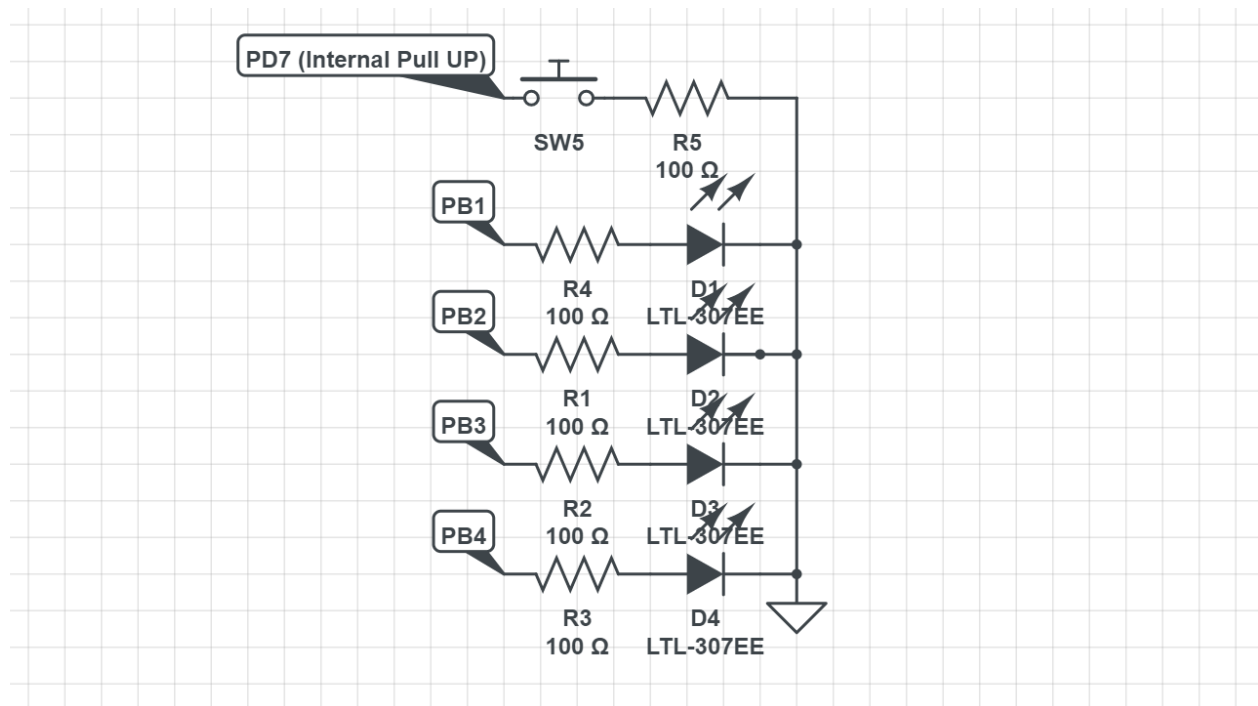 PD7 (Internal Pull UP)
SW5
R5
100 Ω
PB1
R4
100 Ω
D1
LTL-307EE
PB2
R1
100 Ω
D2
LTL-307EE
PB3
R2
100 Ω
D3
LTL-307EE
PB4
R3
100 Ω
D4
LTL-307EE